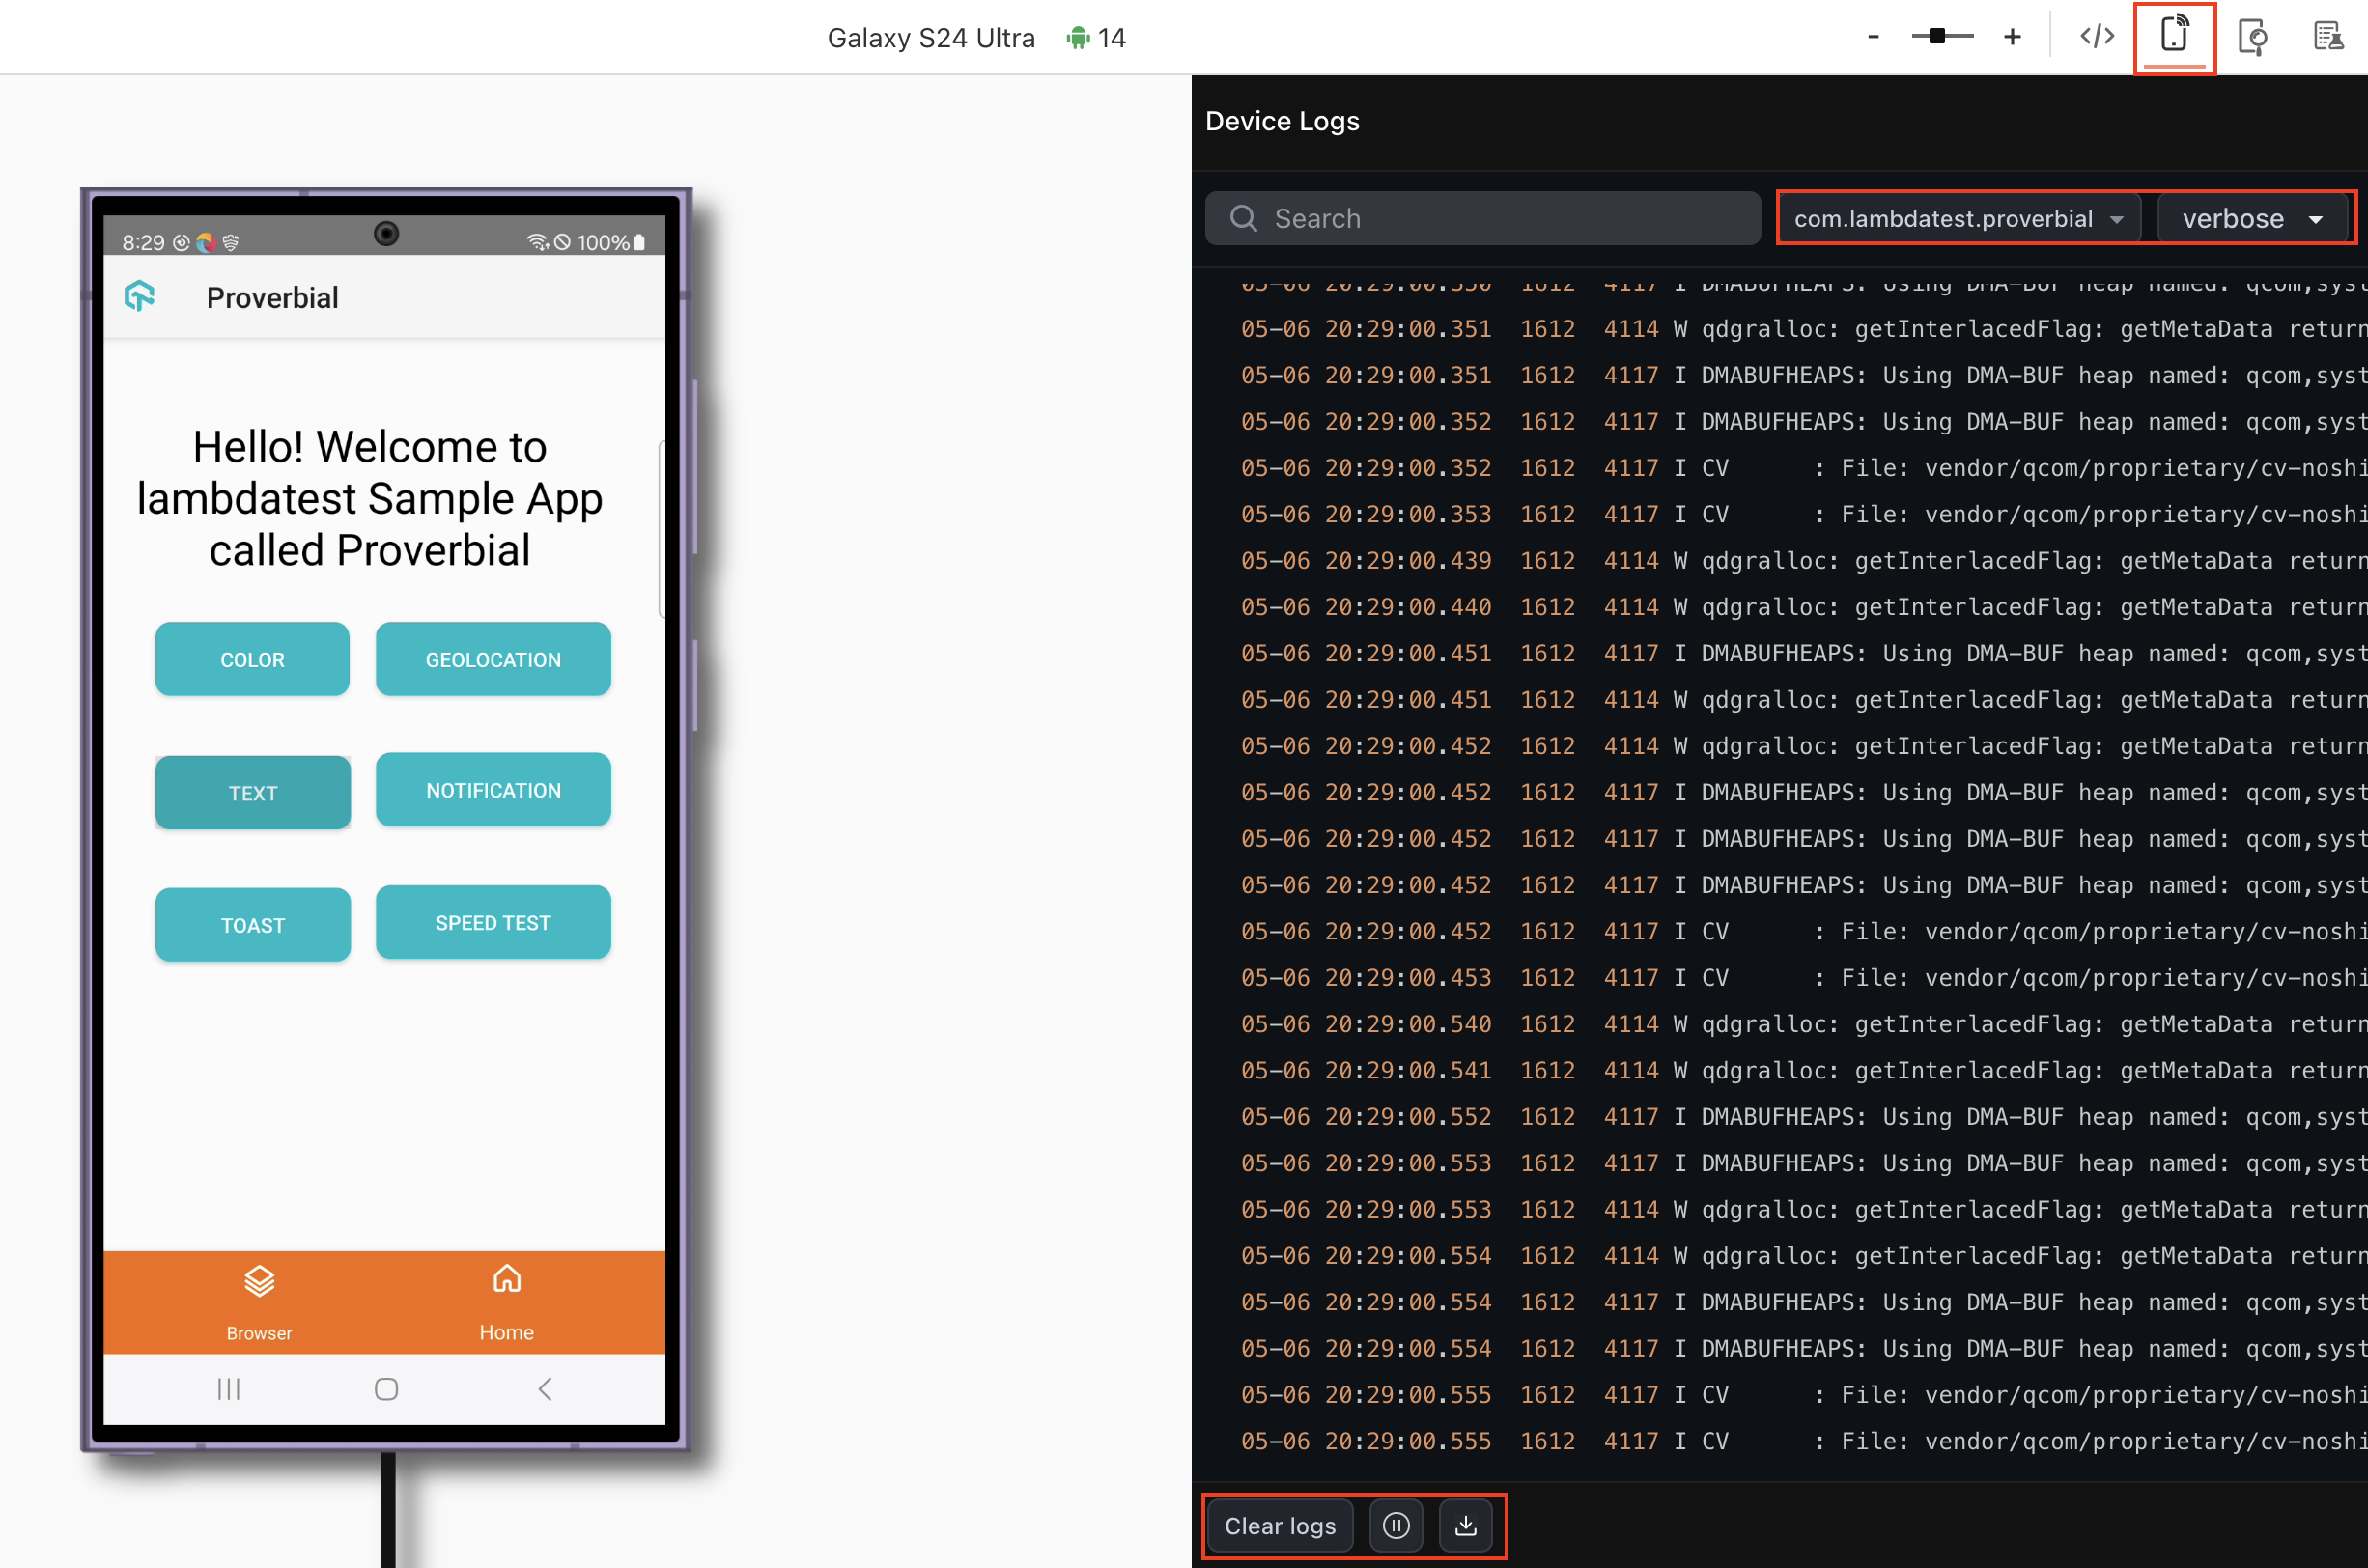 Galaxy S24 Ultra 14
- +
</>
Device Logs
Search
com.lambdatest.proverbial
verbose
8:29
100%
Proverbial
Hello! Welcome to
lambdatest Sample App
called Proverbial
COLOR
GEOLOCATION
TEXT
NOTIFICATION
TOAST
SPEED TEST
Browser
Home
05-06 20:29:00.350 1612 4117 I DMABUFHEAPS: Using DMA-BUF heap named: qcom,syst
05-06 20:29:00.351 1612 4114 W qdgralloc: getInterlacedFlag: getMetaData return
05-06 20:29:00.351 1612 4117 I DMABUFHEAPS: Using DMA-BUF heap named: qcom,syst
05-06 20:29:00.352 1612 4117 I DMABUFHEAPS: Using DMA-BUF heap named: qcom,syst
05-06 20:29:00.352 1612 4117 I CV : File: vendor/qcom/proprietary/cv-noshi
05-06 20:29:00.353 1612 4117 I CV : File: vendor/qcom/proprietary/cv-noshi
05-06 20:29:00.439 1612 4114 W qdgralloc: getInterlacedFlag: getMetaData return
05-06 20:29:00.440 1612 4114 W qdgralloc: getInterlacedFlag: getMetaData return
05-06 20:29:00.451 1612 4117 I DMABUFHEAPS: Using DMA-BUF heap named: qcom,syst
05-06 20:29:00.451 1612 4114 W qdgralloc: getInterlacedFlag: getMetaData return
05-06 20:29:00.452 1612 4114 W qdgralloc: getInterlacedFlag: getMetaData return
05-06 20:29:00.452 1612 4117 I DMABUFHEAPS: Using DMA-BUF heap named: qcom,syst
05-06 20:29:00.452 1612 4117 I DMABUFHEAPS: Using DMA-BUF heap named: qcom,syst
05-06 20:29:00.452 1612 4117 I DMABUFHEAPS: Using DMA-BUF heap named: qcom,syst
05-06 20:29:00.452 1612 4117 I CV : File: vendor/qcom/proprietary/cv-noshi
05-06 20:29:00.453 1612 4117 I CV : File: vendor/qcom/proprietary/cv-noshi
05-06 20:29:00.540 1612 4114 W qdgralloc: getInterlacedFlag: getMetaData return
05-06 20:29:00.541 1612 4114 W qdgralloc: getInterlacedFlag: getMetaData return
05-06 20:29:00.552 1612 4117 I DMABUFHEAPS: Using DMA-BUF heap named: qcom,syst
05-06 20:29:00.553 1612 4117 I DMABUFHEAPS: Using DMA-BUF heap named: qcom,syst
05-06 20:29:00.553 1612 4114 W qdgralloc: getInterlacedFlag: getMetaData return
05-06 20:29:00.554 1612 4114 W qdgralloc: getInterlacedFlag: getMetaData return
05-06 20:29:00.554 1612 4117 I DMABUFHEAPS: Using DMA-BUF heap named: qcom,syst
05-06 20:29:00.554 1612 4117 I DMABUFHEAPS: Using DMA-BUF heap named: qcom,syst
05-06 20:29:00.555 1612 4117 I CV : File: vendor/qcom/proprietary/cv-noshi
05-06 20:29:00.555 1612 4117 I CV : File: vendor/qcom/proprietary/cv-noshi
Clear logs